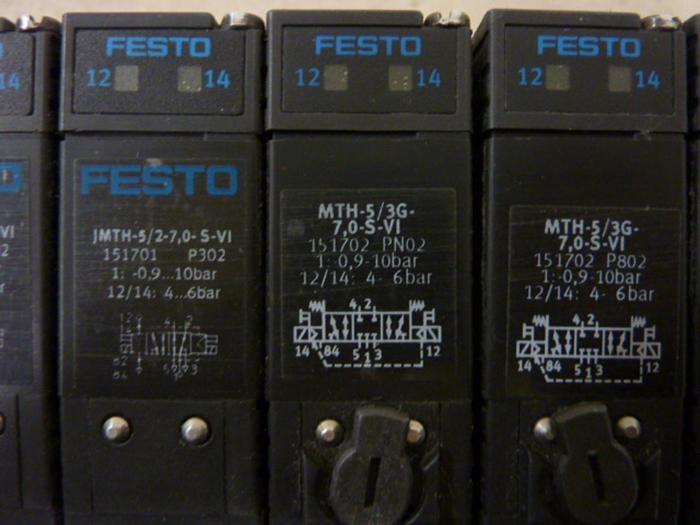 14
FESTO
12 14
FESTO
JMTH-5/2-7,0-S-VI
151701 P302
1: -0,9...10bar
12/14: 4...6bar
FESTO
12 14
MTH-5/3G-
7,0-S-VI
151702 PN02
1: -0,9-10bar
12/14: 4- 6bar
4 2
14 84 5 1 3 12
FESTO
12 14
MTH-5/3G-
7,0-S-VI
151702 P802
1: -0,9-10bar
12/14: 4- 6bar
4 2
14 84 5 1 3 12